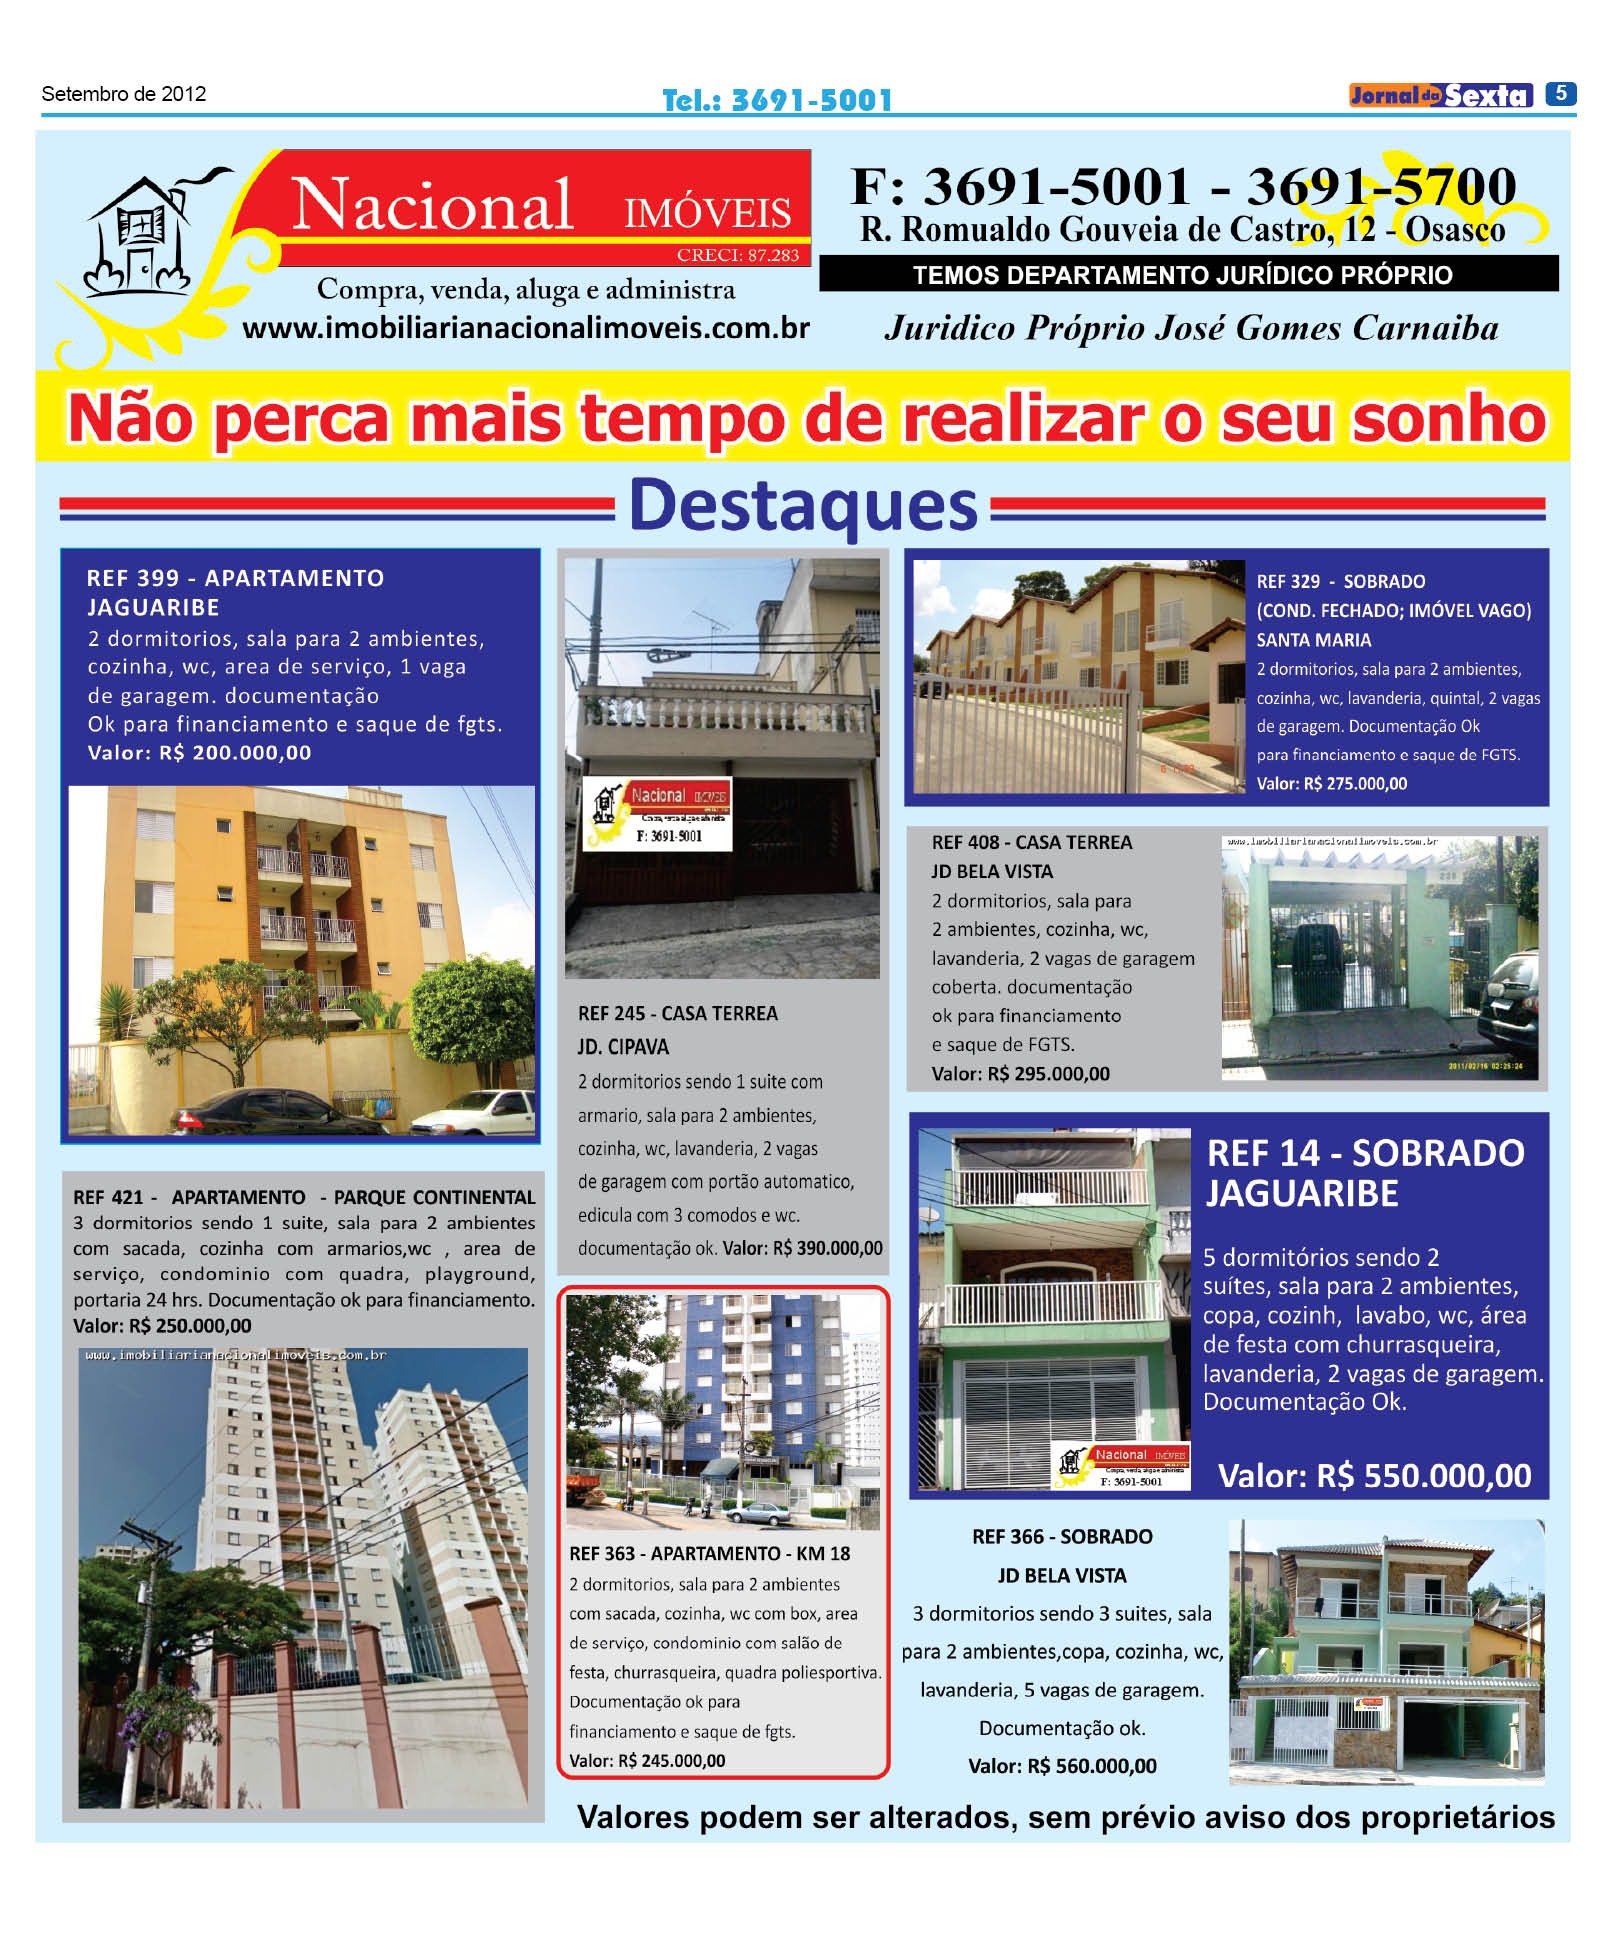 Setembro de 2012
Tel.: 3691-5001
Jornal da Sexta
5
Nacional IMÓVEIS
CRECI: 87.283
Compra, venda, aluga e administra
www.imobiliarianacionalimoveis.com.br
F: 3691-5001 - 3691-5700
R. Romualdo Gouveia de Castro, 12 - Osasco
TEMOS DEPARTAMENTO JURÍDICO PRÓPRIO
Juridico Próprio José Gomes Carnaiba
Não perca mais tempo de realizar o seu sonho
Destaques
REF 399 - APARTAMENTO
JAGUARIBE
2 dormitorios, sala para 2 ambientes,
cozinha, wc, area de serviço, 1 vaga
de garagem. documentação
Ok para financiamento e saque de fgts.
Valor: R$ 200.000,00
REF 421 - APARTAMENTO - PARQUE CONTINENTAL
3 dormitorios sendo 1 suite, sala para 2 ambientes
com sacada, cozinha com armarios,wc , area de
serviço, condominio com quadra, playground,
portaria 24 hrs. Documentação ok para financiamento.
Valor: R$ 250.000,00
www.imobiliarianacionalimoveis.com.br
Nacional IMÓVEIS
Compra, venda, aluga e administra
F: 3691-5001
REF 245 - CASA TERREA
JD. CIPAVA
2 dormitorios sendo 1 suite com
armario, sala para 2 ambientes,
cozinha, wc, lavanderia, 2 vagas
de garagem com portão automatico,
edicula com 3 comodos e wc.
documentação ok. Valor: R$ 390.000,00
REF 363 - APARTAMENTO - KM 18
2 dormitorios, sala para 2 ambientes
com sacada, cozinha, wc com box, area
de serviço, condominio com salão de
festa, churrasqueira, quadra poliesportiva.
Documentação ok para
financiamento e saque de fgts.
Valor: R$ 245.000,00
REF 329 - SOBRADO
(COND. FECHADO; IMÓVEL VAGO)
SANTA MARIA
2 dormitorios, sala para 2 ambientes,
cozinha, wc, lavanderia, quintal, 2 vagas
de garagem. Documentação Ok
para financiamento e saque de FGTS.
Valor: R$ 275.000,00
REF 408 - CASA TERREA
JD BELA VISTA
2 dormitorios, sala para
2 ambientes, cozinha, wc,
lavanderia, 2 vagas de garagem
coberta. documentação
ok para financiamento
e saque de FGTS.
Valor: R$ 295.000,00
www.imobiliarianacionalimoveis.com.br
2011/02/16 02:25:24
REF 14 - SOBRADO
JAGUARIBE
5 dormitórios sendo 2
suítes, sala para 2 ambientes,
copa, cozinh, lavabo, wc, área
de festa com churrasqueira,
lavanderia, 2 vagas de garagem.
Documentação Ok.
Valor: R$ 550.000,00
Nacional IMÓVEIS
Compra, venda, aluga e administra
F: 3691-5001
REF 366 - SOBRADO
JD BELA VISTA
3 dormitorios sendo 3 suites, sala
para 2 ambientes,copa, cozinha, wc,
lavanderia, 5 vagas de garagem.
Documentação ok.
Valor: R$ 560.000,00
Valores podem ser alterados, sem prévio aviso dos proprietários